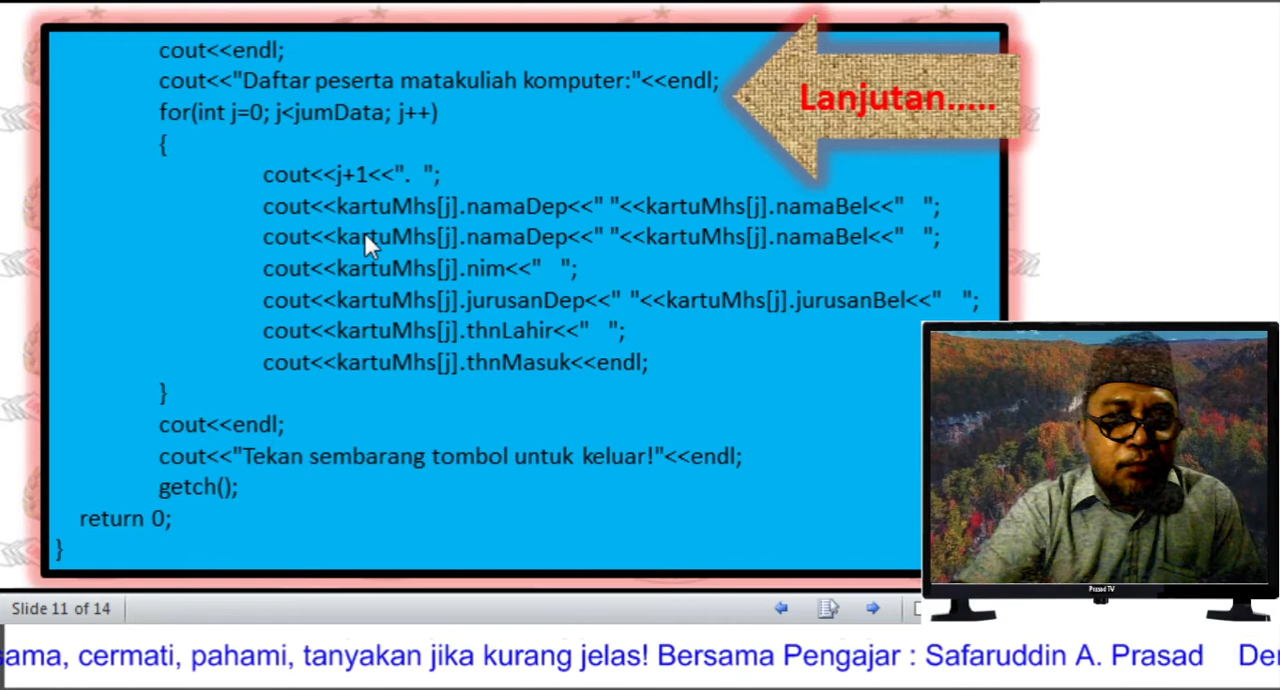 cout<<endl;
cout<<"Daftar peserta matakuliah komputer:"<<endl;
Lanjutan.....
for(int j=0; j<jumData; j++)
{
cout<<j+1<<".  ";
cout<<kartuMhs[j].namaDep<<" "<<kartuMhs[j].namaBel<<"   ";
cout<<kartuMhs[j].namaDep<<" "<<kartuMhs[j].namaBel<<"   ";
cout<<kartuMhs[j].nim<<"   ";
cout<<kartuMhs[j].jurusanDep<<" "<<kartuMhs[j].jurusanBel<<"   ";
cout<<kartuMhs[j].thnLahir<<"   ";
cout<<kartuMhs[j].thnMasuk<<endl;
}
cout<<endl;
cout<<"Tekan sembarang tombol untuk keluar!"<<endl;
getch();
return 0;
}
Prasad TV
Slide 11 of 14
sama, cermati, pahami, tanyakan jika kurang jelas! Bersama Pengajar : Safaruddin A. Prasad